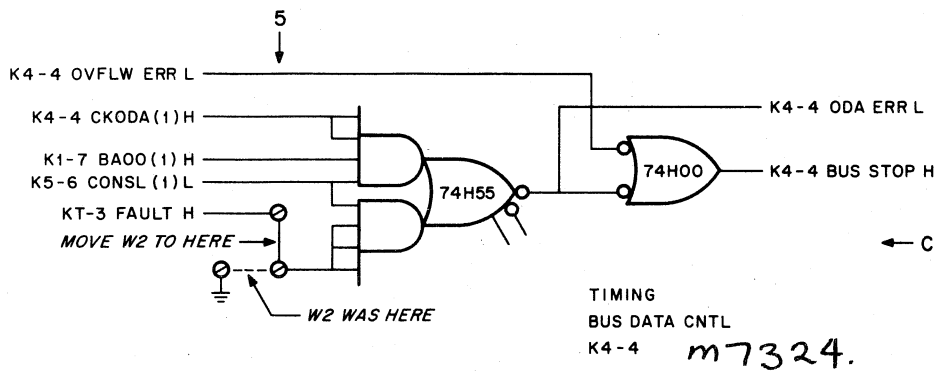 5
K4-4 OVFLW ERR L
K4-4 CKODA(1)H
K4-4 ODA ERR L
K1-7 BA00(1)H
74H00
K4-4 BUS STOP H
K5-6 CONSL (1)L
74H55
KT-3 FAULT H
MOVE W2 TO HERE
C
W2 WAS HERE
TIMING
BUS DATA CNTL
K4-4 M7324.